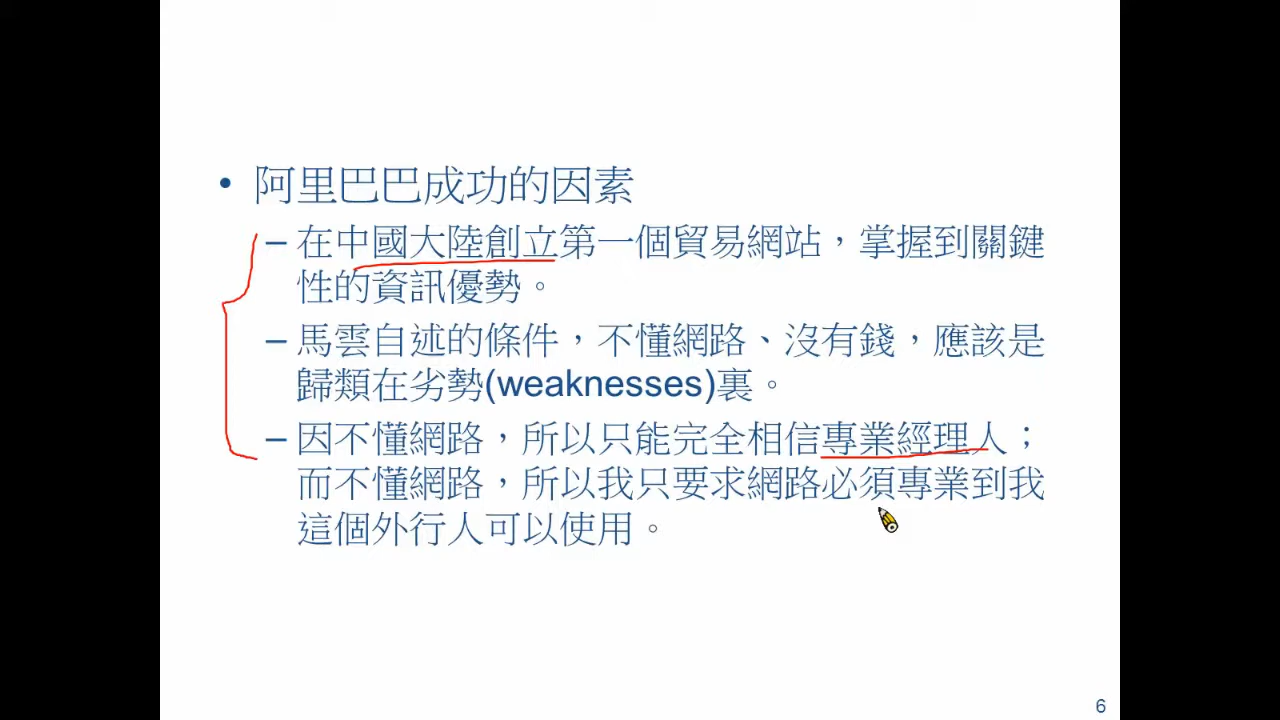 • 阿里巴巴成功的因素
– 在中國大陸創立第一個貿易網站，掌握到關鍵
性的資訊優勢。
– 馬雲自述的條件，不懂網路、沒有錢，應該是
歸類在劣勢(weaknesses)裏。
– 因不懂網路，所以只能完全相信專業經理人；
而不懂網路，所以我只要求網路必須專業到我
這個外行人可以使用。
6